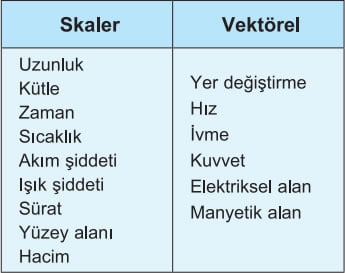 Skaler
Vektörel
Uzunluk
Kütle
Zaman
Sıcaklık
Akım şiddeti
Işık şiddeti
Sürat
Yüzey alanı
Hacim
Yer değiştirme
Hız
İvme
Kuvvet
Elektriksel alan
Manyetik alan